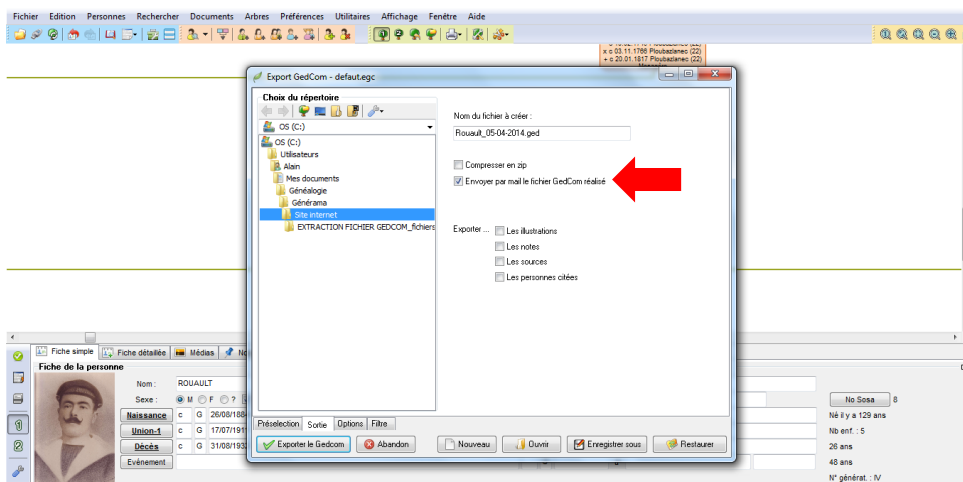 Fichier Edition Personnes Rechercher Documents Arbres Préférences Utilitaires Affichage Fenêtre Aide
x c 03.11.1766 Ploubazlanec (22)
+ c 20.01.1817 Ploubazlanec (22)
Export GedCom - defaut.egc
Choix du répertoire
OS (C:)
OS (C:)
Utilisateurs
Alain
Mes documents
Généalogie
Générama
Site internet
EXTRACTION FICHIER GEDCOM_fichiers
Nom du fichier à créer :
Rouault_05-04-2014.ged
Compresser en zip
Envoyer par mail le fichier GedCom réalisé
Exporter ... Les illustrations
Les notes
Les sources
Les personnes citées
Présélection Sortie Options Filtre
Exporter le Gedcom Abandon Nouveau Ouvrir Enregistrer sous Restaurer
Fiche simple Fiche détaillée Médias No
Fiche de la personne
Nom : ROUAULT
Sexe : M F ?
Naissance c G 26/08/188
Union-1 c G 17/07/191
Décès c G 31/08/193
Evénement
No Sosa 8
Né il y a 129 ans
Nb enf. : 5
26 ans
48 ans
N° générat. : IV